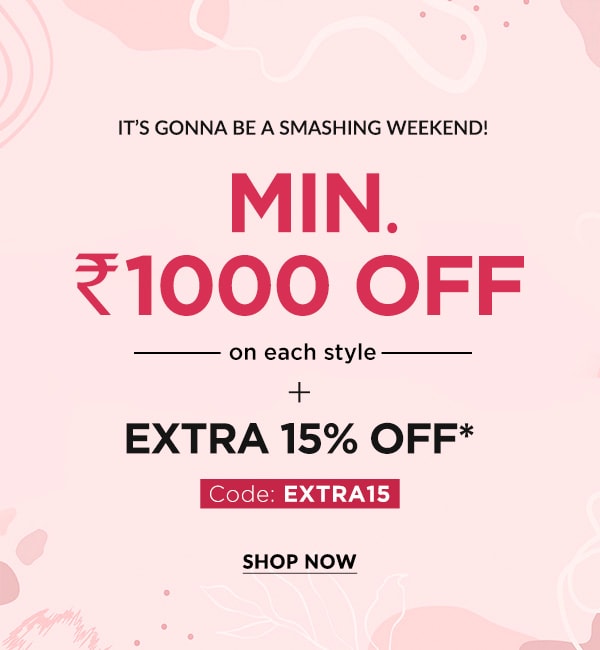 IT'S GONNA BE A SMASHING WEEKEND!
MIN.
₹1000 OFF
on each style
+
EXTRA 15% OFF*
Code: EXTRA15
SHOP NOW